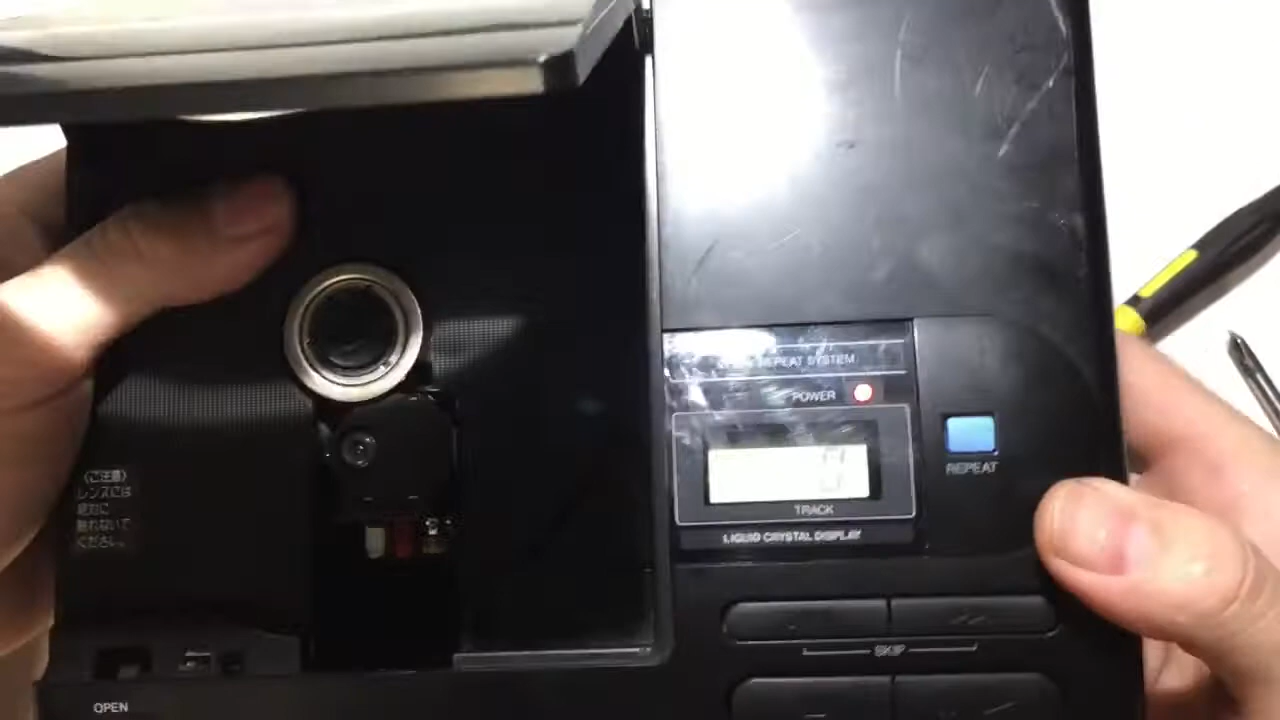 REPEAT SYSTEM
POWER
REPEAT
TRACK
LIQUID CRYSTAL DISPLAY
SKIP
(ご注意)
レンズには
絶対に
触れないで
ください。
OPEN